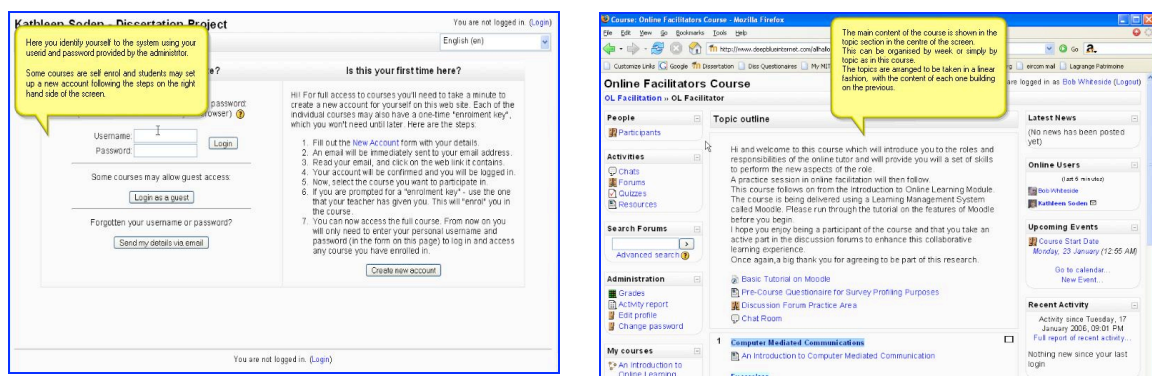 Kathleen Soden - Dissertation Project
You are not logged in. (Login)
English (en)
Here you identify yourself to the system using your
userid and password provided by the administrator.
Some courses are self enrol and students may set
up a new account following the steps on the right
hand side of the screen.
e?
password:
rowser)
Username:
Password:
Login
Some courses may allow guest access:
Login as a guest
Forgotten your username or password?
Send my details via email
Is this your first time here?
Hi! For full access to courses you'll need to take a minute to
create a new account for yourself on this web site. Each of the
individual courses may also have a one-time "enrolment key",
which you won't need until later. Here are the steps:
1. Fill out the New Account form with your details.
2. An email will be immediately sent to your email address.
3. Read your email, and click on the web link it contains.
4. Your account will be confirmed and you will be logged in.
5. Now, select the course you want to participate in.
6. If you are prompted for a "enrolment key" - use the one
that your teacher has given you. This will "enrol" you in
the course.
7. You can now access the full course. From now on you
will only need to enter your personal username and
password (in the form on this page) to log in and access
any course you have enrolled in.
Create new account
You are not logged in. (Login)
Course: Online Facilitators Course - Mozilla Firefox
File Edit View Go Bookmarks Tools Help
http://www.deepblueinternet.com/allhallo
Go
Customize Links Google Dissertation Diss Questionaires My-MIT
eircom mail Lagrange Patrimoine
The main content of the course is shown in the
topic section in the centre of the screen.
This can be organised by week or simply by
topic as in this course.
The topics are arranged to be taken in a linear
fashion, with the content of each one building
on the previous.
Online Facilitators Course
are logged in as Bob Whiteside (Logout)
OL Facilitation » OL Facilitator
People
Participants
Activities
Chats
Forums
Quizzes
Resources
Search Forums
Advanced search
Administration
Grades
Activity report
Edit profile
Change password
My courses
An Introduction to
Online Learning
Topic outline
Hi and welcome to this course which will introduce you to the roles and
responsibilities of the online tutor and will provide you will a set of skills
to perform the new aspects of the role.
A practice session in online facilitation will then follow.
This course follows on from the Introduction to Online Learning Module.
The course is being delivered using a Learning Management System
called Moodle. Please run through the tutorial on the features of Moodle
before you begin.
I hope you enjoy being a participant of the course and that you take an
active part in the discussion forums to enhance this collaborative
learning experience.
Once again,a big thank you for agreeing to be part of this research.
Basic Tutorial on Moodle
Pre-Course Questionaire for Survey Profiling Purposes
Discussion Forum Practice Area
Chat Room
1 Computer Mediated Communications
An Introduction to Computer Mediated Communication
Latest News
(No news has been posted
yet)
Online Users
(last 5 minutes)
Bob Whiteside
Kathleen Soden
Upcoming Events
Course Start Date
Monday, 23 January (12:55 AM)
Go to calendar...
New Event...
Recent Activity
Activity since Tuesday, 17
January 2006, 09:01 PM
Full report of recent activity...
Nothing new since your last
login